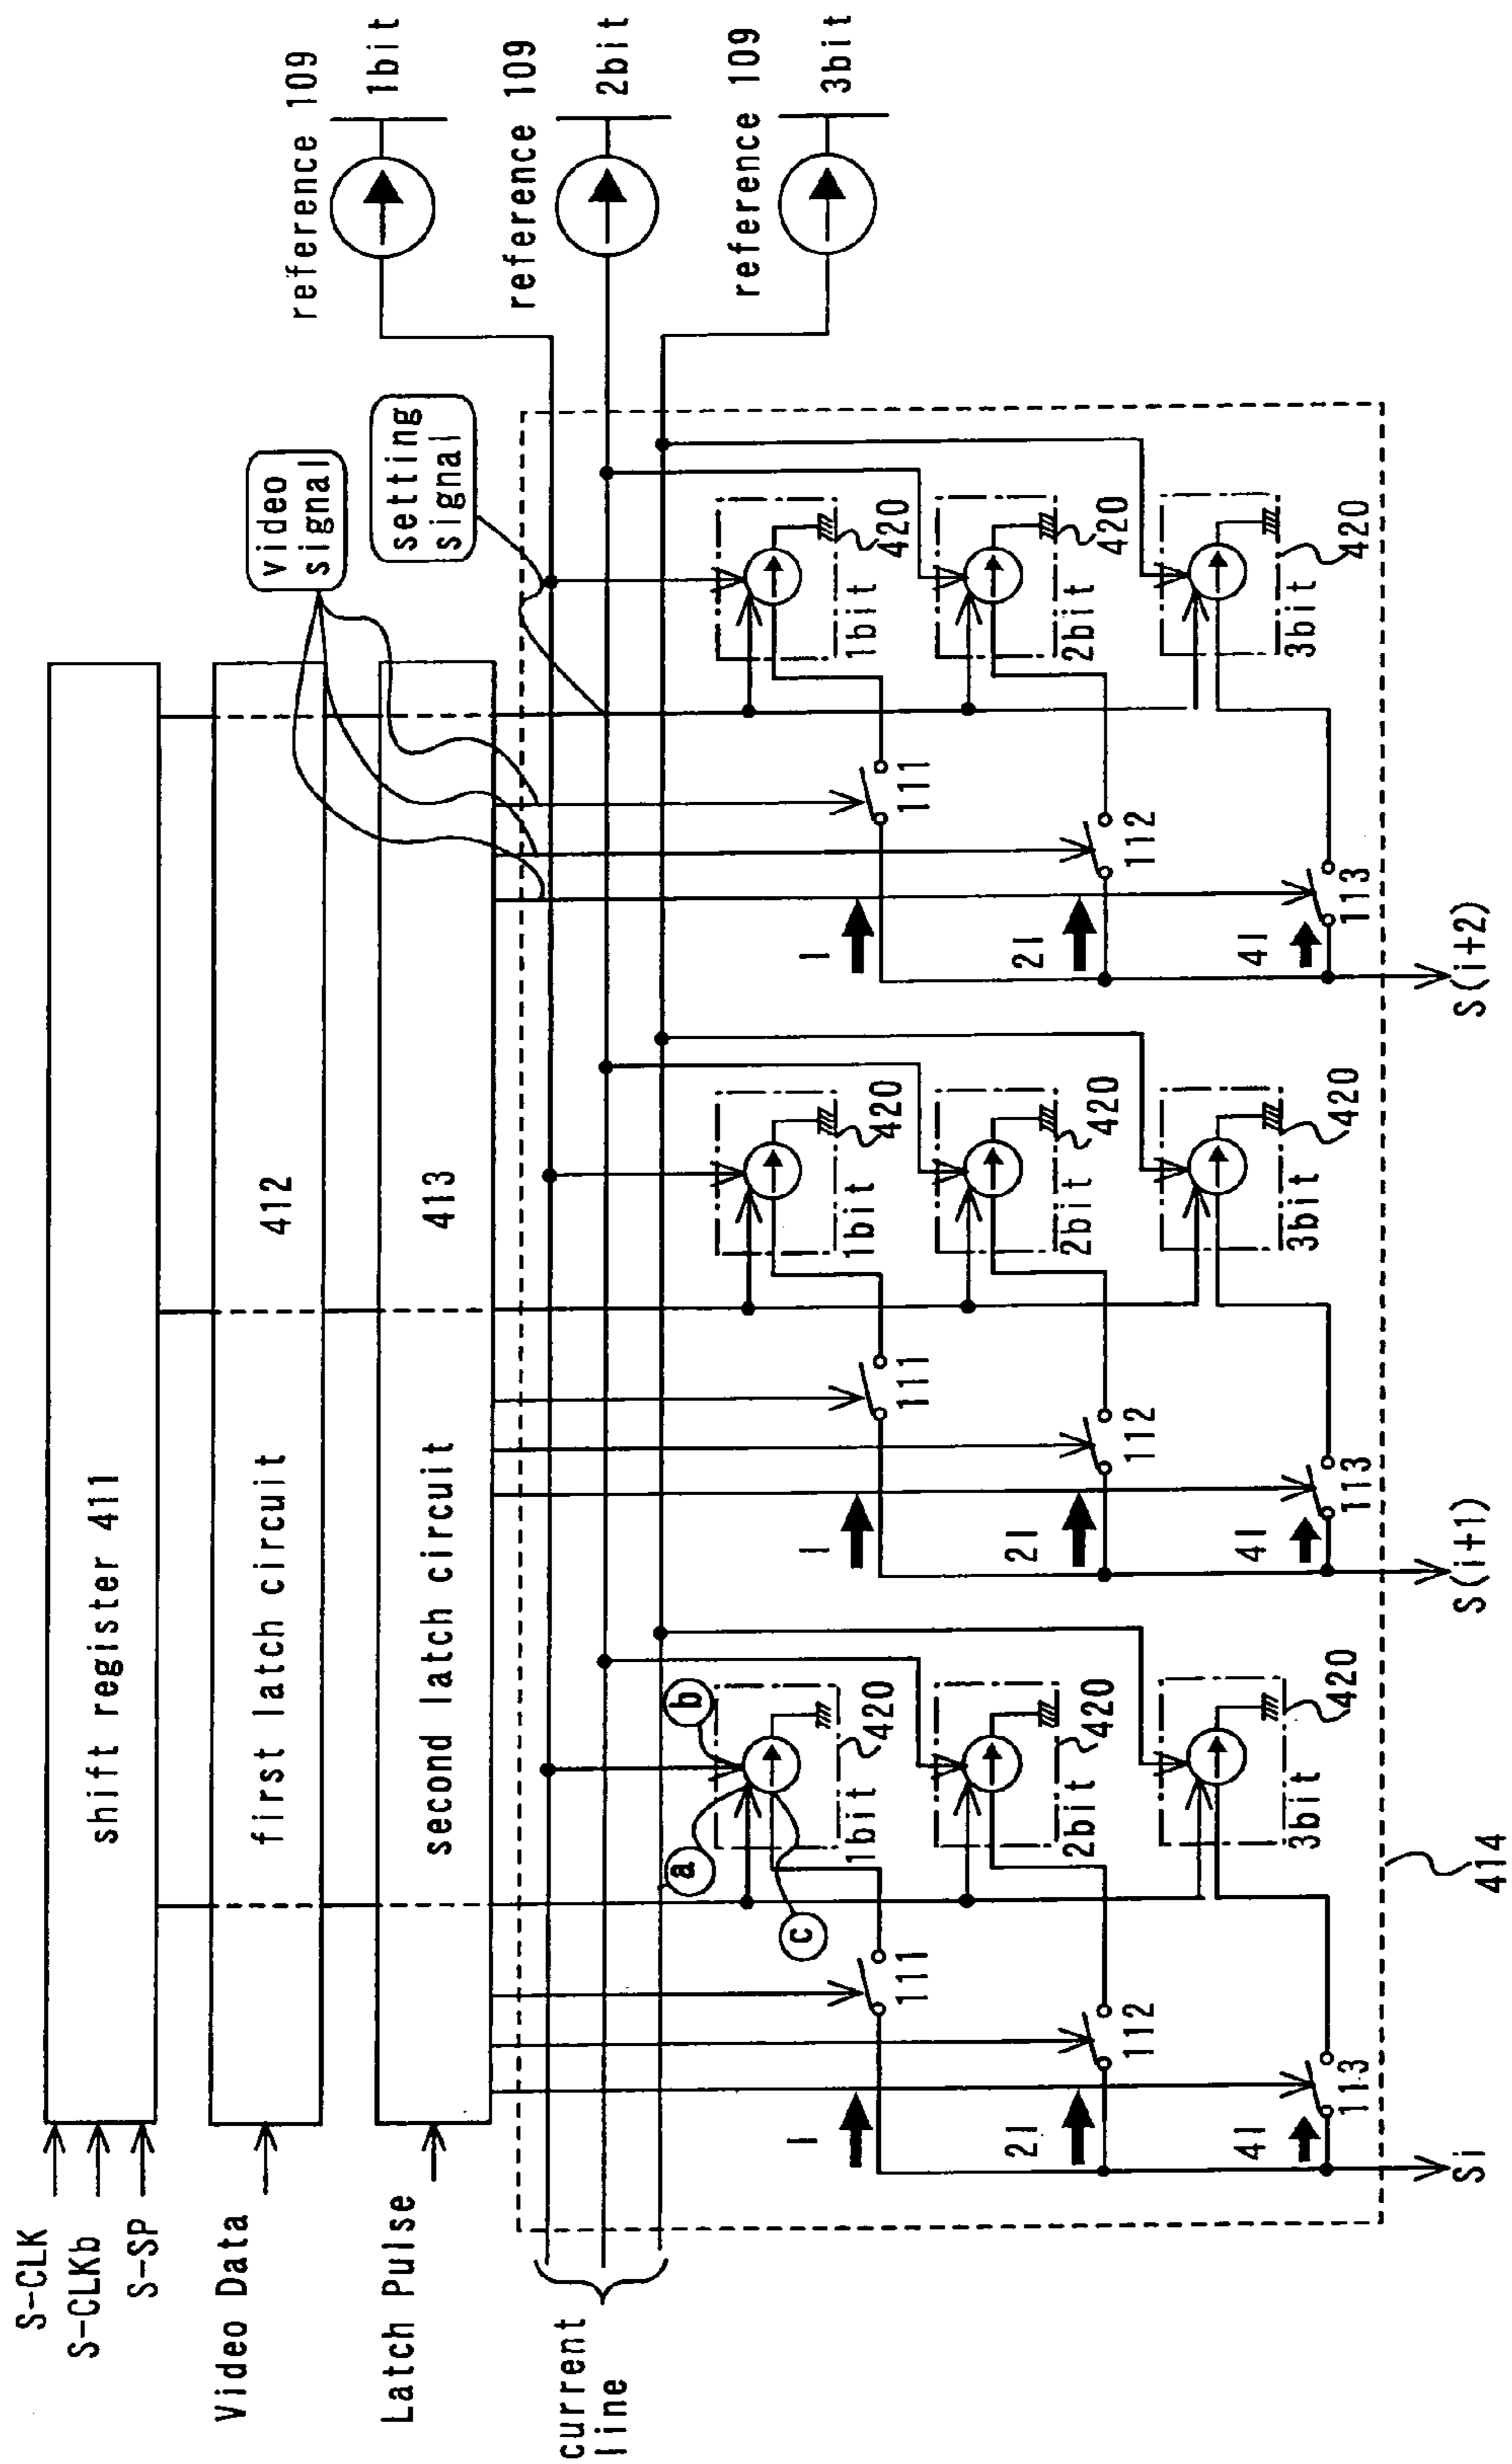 S-CLK
S-CLKb
S-SP
shift register 411
Video Data
first latch circuit 412
Latch Pulse
second latch circuit 413
video
signal
setting
signal
reference 109
1bit
reference 109
2bit
reference 109
3bit
current
line
a
b
c
1bit
420
1bit
420
1bit
420
111
111
111
I
I
I
2bit
420
2bit
420
2bit
420
112
112
112
2I
2I
2I
3bit
420
3bit
420
3bit
420
113
113
113
4I
4I
4I
414
Si
S(i+1)
S(i+2)